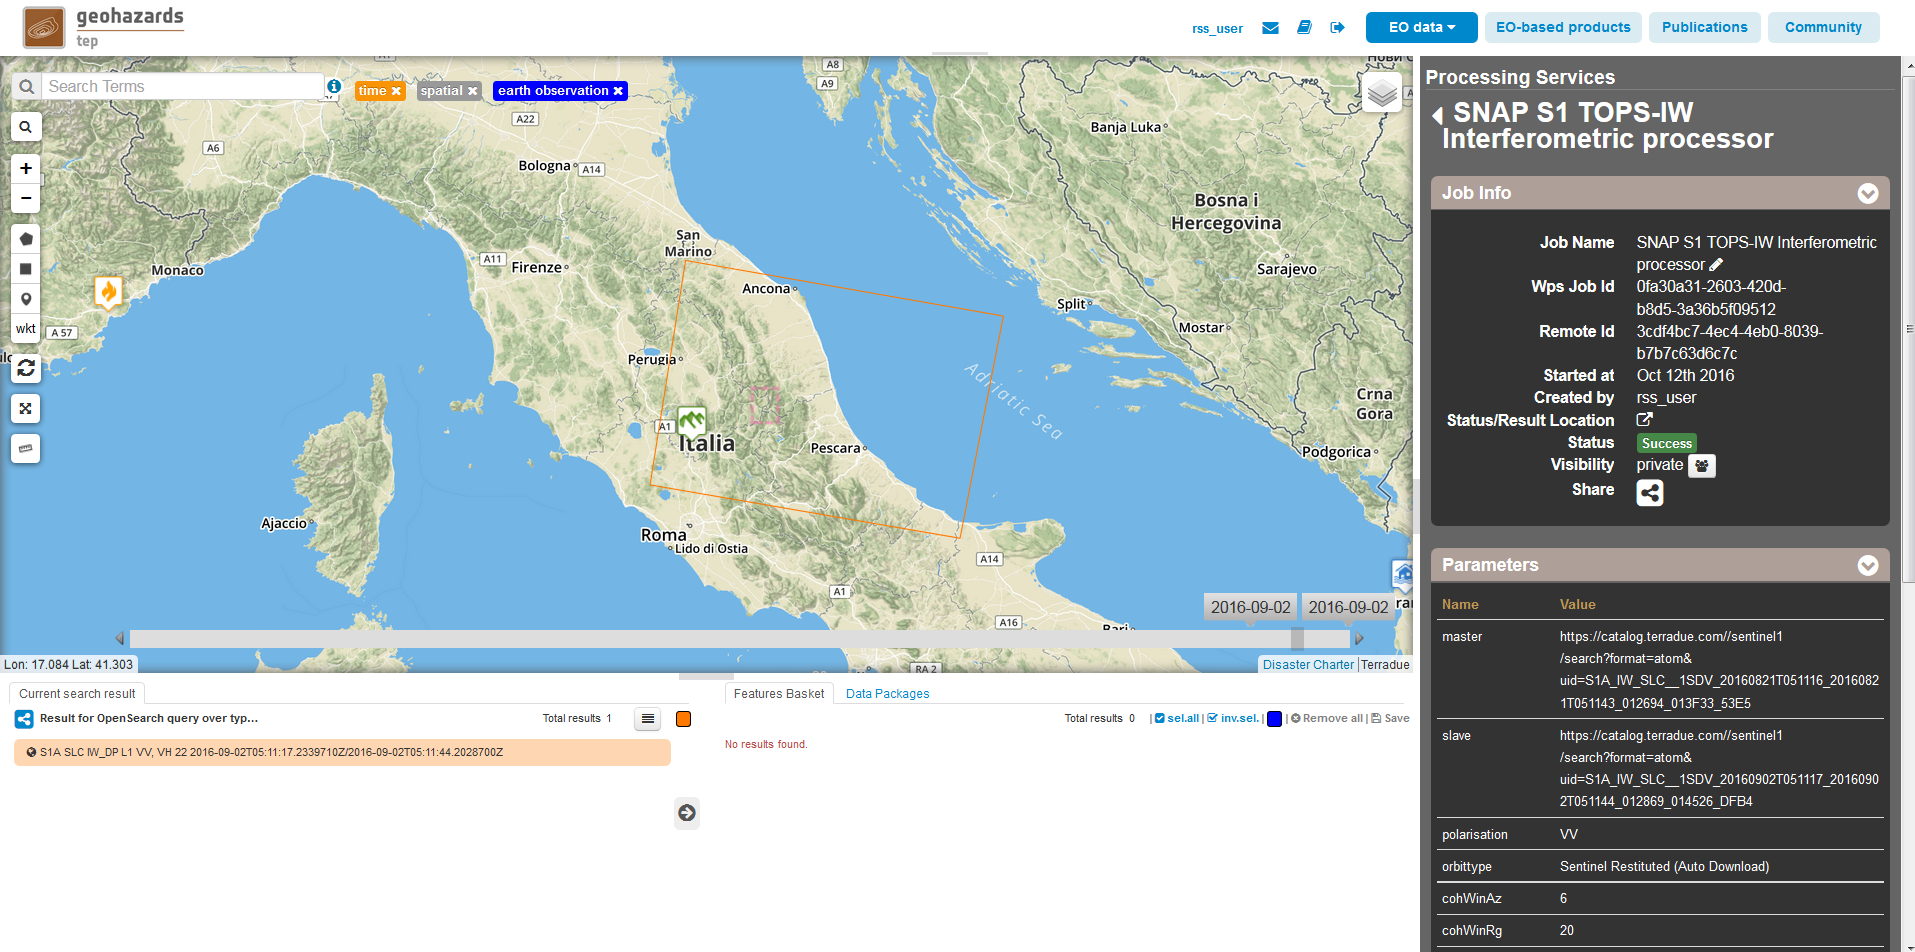 geohazards
tep
rss_user
EO data
EO-based products
Publications
Community
Search Terms
time ×
spatial ×
earth observation ×
A8
A9
A22
A6
Banja Luka
Bologna
A14
Bosna i
Hercegovina
San
Marino
A11
Firenze
Monaco
Sarajevo
Ancona
Split
wkt
A 57
Mostar
Perugia
Adriatic Sea
Crna
Gora
A1
Italia
Pescara
Podgorica
Ajaccio
Roma
Lido di Ostia
A14
A1
2016-09-02
2016-09-02
A16
Bari
RA 2
Lon: 17.084 Lat: 41.303
Disaster Charter | Terradue
Current search result
Result for OpenSearch query over typ...
Total results 1
S1A SLC IW_DP L1 VV, VH 22 2016-09-02T05:11:17.2339710Z/2016-09-02T05:11:44.2028700Z
Features Basket
Data Packages
Total results 0 | sel.all | inv.sel. | Remove all | Save
No results found.
Processing Services
SNAP S1 TOPS-IW
Interferometric processor
Job Info
Job Name SNAP S1 TOPS-IW Interferometric
processor
Wps Job Id 0fa30a31-2603-420d-
b8d5-3a36b5f09512
Remote Id 3cdf4bc7-4ec4-4eb0-8039-
b7b7c63d6c7c
Started at Oct 12th 2016
Created by rss_user
Status/Result Location
Status Success
Visibility private
Share
Parameters
Name Value
master https://catalog.terradue.com//sentinel1
/search?format=atom&
uid=S1A_IW_SLC__1SDV_20160821T051116_2016082
1T051143_012694_013F33_53E5
slave https://catalog.terradue.com//sentinel1
/search?format=atom&
uid=S1A_IW_SLC__1SDV_20160902T051117_2016090
2T051144_012869_014526_DFB4
polarisation VV
orbittype Sentinel Restituted (Auto Download)
cohWinAz 6
cohWinRg 20